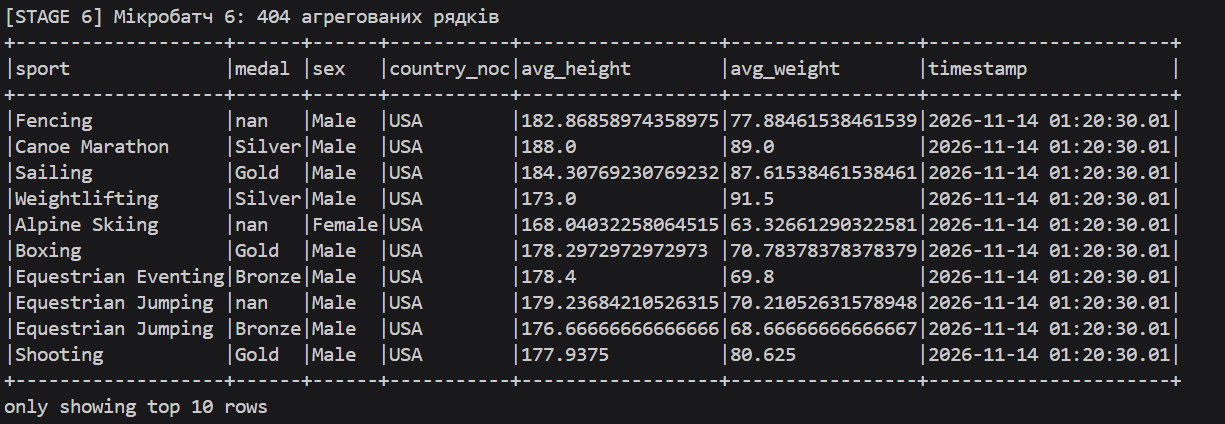 [STAGE 6] Мікробатч 6: 404 агрегованих рядків
+--------------------+------+------+-----------+------------------+-----------------+----------------------+
|sport               |medal |sex   |country_noc|avg_height        |avg_weight       |timestamp             |
+--------------------+------+------+-----------+------------------+-----------------+----------------------+
|Fencing             |nan   |Male  |USA        |182.86858974358975|77.88461538461539|2026-11-14 01:20:30.01|
|Canoe Marathon      |Silver|Male  |USA        |188.0             |89.0             |2026-11-14 01:20:30.01|
|Sailing             |Gold  |Male  |USA        |184.30769230769232|87.61538461538461|2026-11-14 01:20:30.01|
|Weightlifting       |Silver|Male  |USA        |173.0             |91.5             |2026-11-14 01:20:30.01|
|Alpine Skiing       |nan   |Female|USA        |168.04032258064515|63.32661290322581|2026-11-14 01:20:30.01|
|Boxing              |Gold  |Male  |USA        |178.2972972972973 |70.78378378378379|2026-11-14 01:20:30.01|
|Equestrian Eventing|Bronze|Male  |USA        |178.4             |69.8             |2026-11-14 01:20:30.01|
|Equestrian Jumping  |nan   |Male  |USA        |179.23684210526315|70.21052631578948|2026-11-14 01:20:30.01|
|Equestrian Jumping  |Bronze|Male  |USA        |176.66666666666666|68.66666666666667|2026-11-14 01:20:30.01|
|Shooting            |Gold  |Male  |USA        |177.9375          |80.625           |2026-11-14 01:20:30.01|
+--------------------+------+------+-----------+------------------+-----------------+----------------------+
only showing top 10 rows